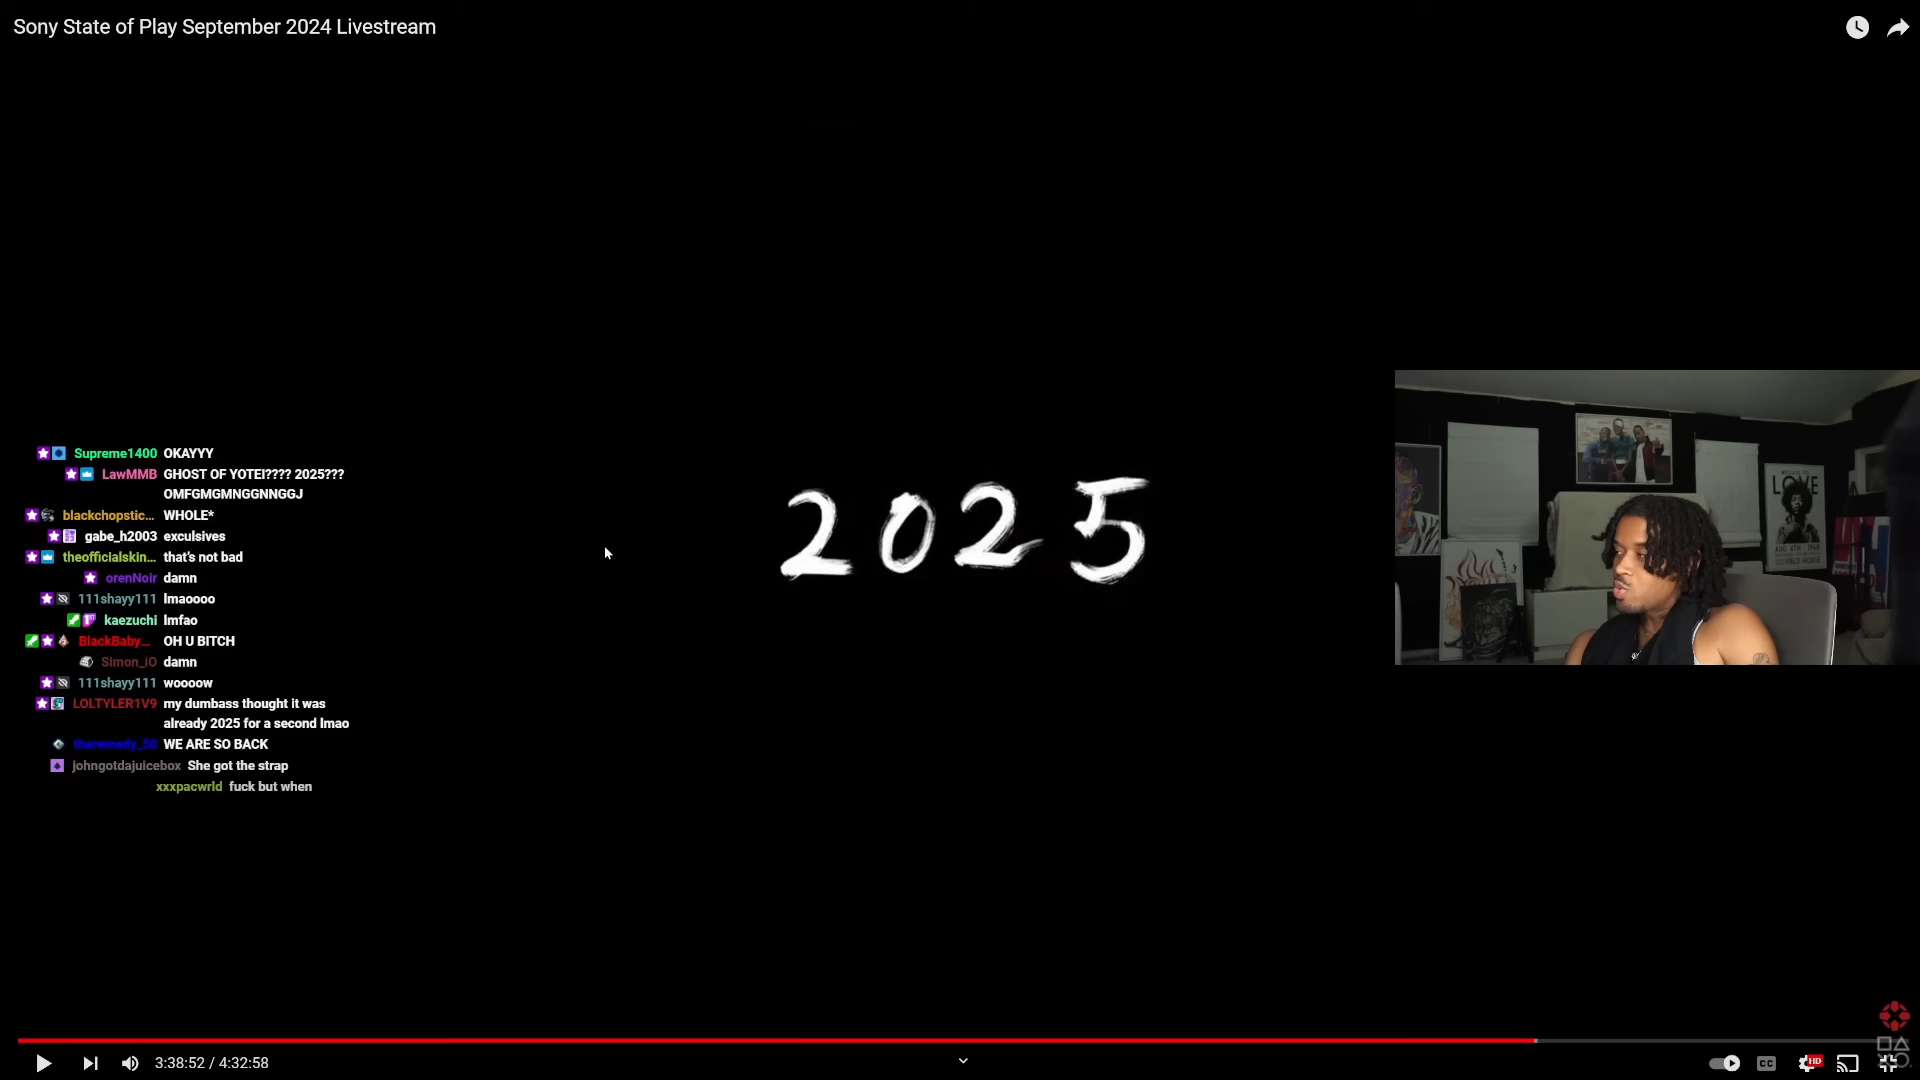 Sony State of Play September 2024 Livestream
Supreme1400 OKAYYY
LawMMB GHOST OF YOTEI???? 2025???
OMFGMGMNGGNNGGJ
blackchopstic... WHOLE*
gabe_h2003 exculsives
theofficialskin... that's not bad
orenNoir damn
111shayy111 lmaoooo
kaezuchi lmfao
BlackBaby... OH U BITCH
Simon_iO damn
111shayy111 woooow
LOLTYLER1V9 my dumbass thought it was
already 2025 for a second lmao
WE ARE SO BACK
johngotdajuicebox She got the strap
xxxpacwrld fuck but when
2025
LOVE
3:38:52 / 4:32:58
CC
HD